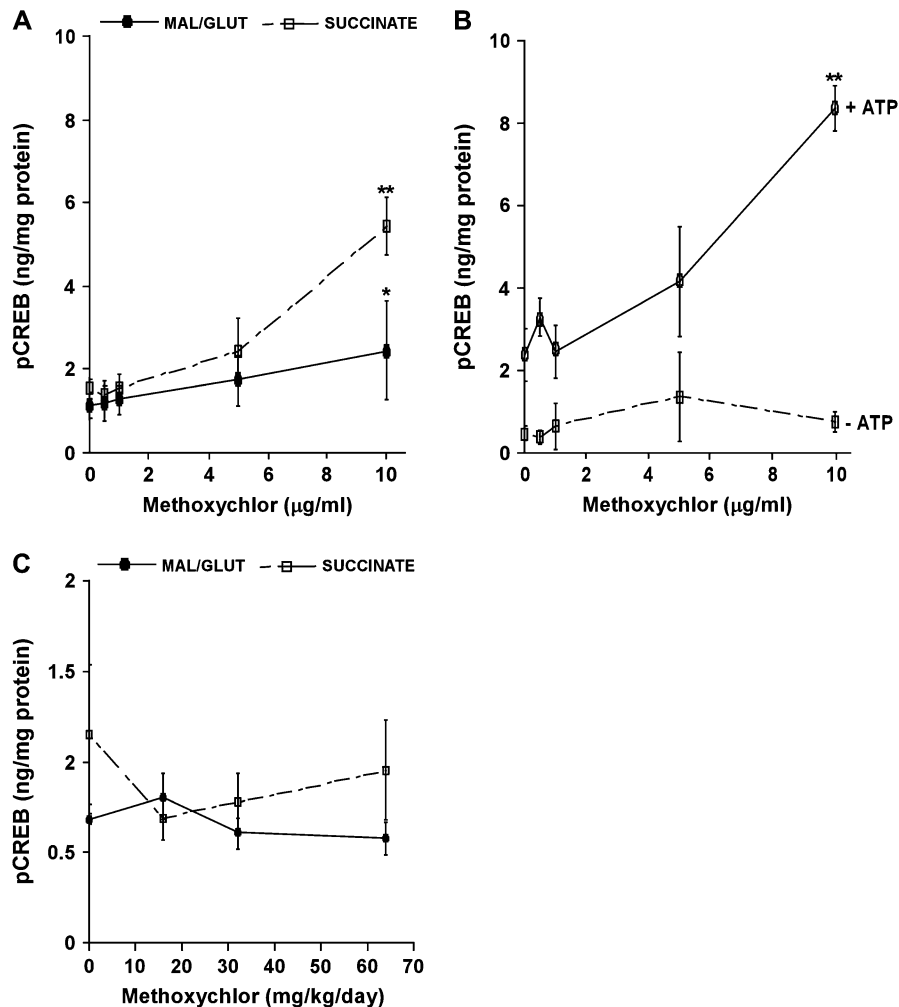 A
MAL/GLUT
SUCCINATE
10
8
6
4
2
0
pCREB (ng/mg protein)
**
*
0 2 4 6 8 10
Methoxychlor (µg/ml)
B
10
8
6
4
2
0
pCREB (ng/mg protein)
**
+ ATP
- ATP
0 2 4 6 8 10
Methoxychlor (µg/ml)
C
MAL/GLUT
SUCCINATE
2
1.5
2
0.5
0
pCREB (ng/mg protein)
0 10 20 30 40 50 60 70
Methoxychlor (mg/kg/day)